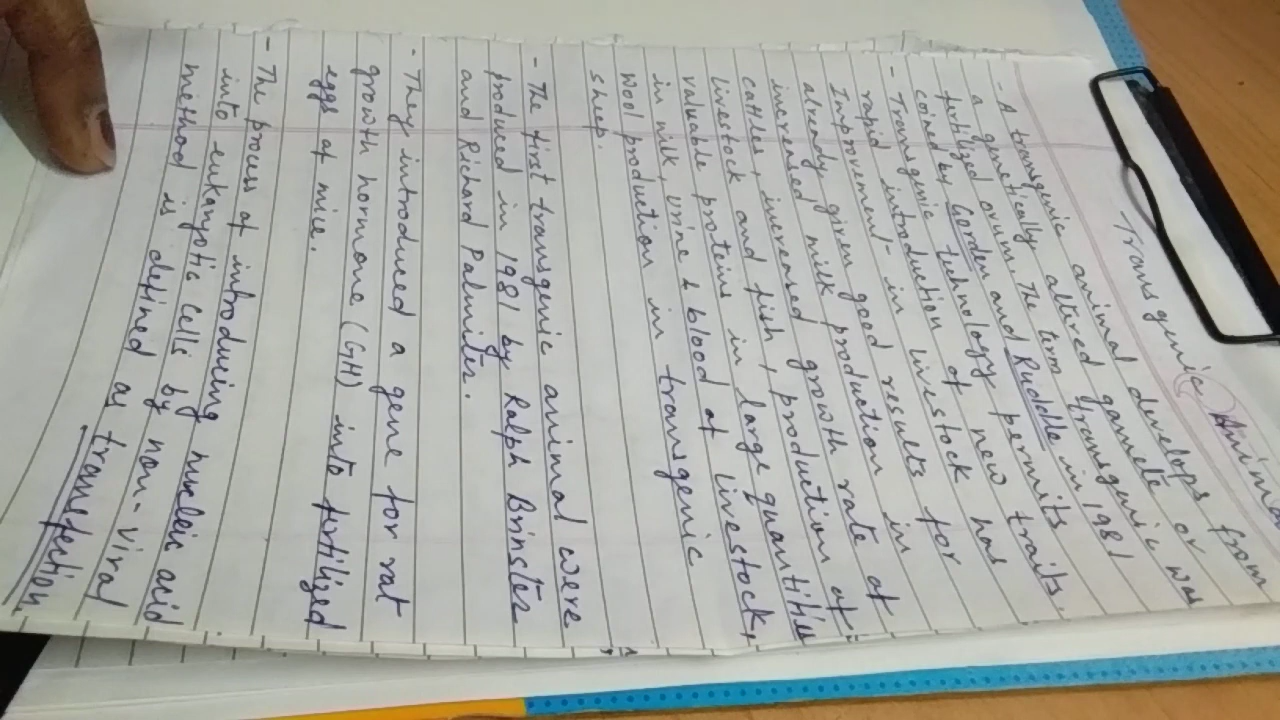 Transgenic Animal
- A transgenic animal develops from
a genetically altered gamete or
fertilized ovum. The term transgenic was
coined by Gorden and Ruddle in 1981
- Transgenic technology permits
rapid introduction of new traits.
Improvement in livestock has
already given good results for
increased milk production in
cattles, increased growth rate of
livestock and fish, production of
valuable proteins in large quantities
in milk, urine & blood of livestock,
wool production in transgenic
sheep.
- The first transgenic animal were
produced in 1981 by Ralph Brinster
and Richard Palmiter.
- They introduced a gene for rat
growth hormone (GH) into fertilized
eggs of mice.
- The process of introducing nucleic acid
into eukaryotic cells by non-viral
method is defined as transfection